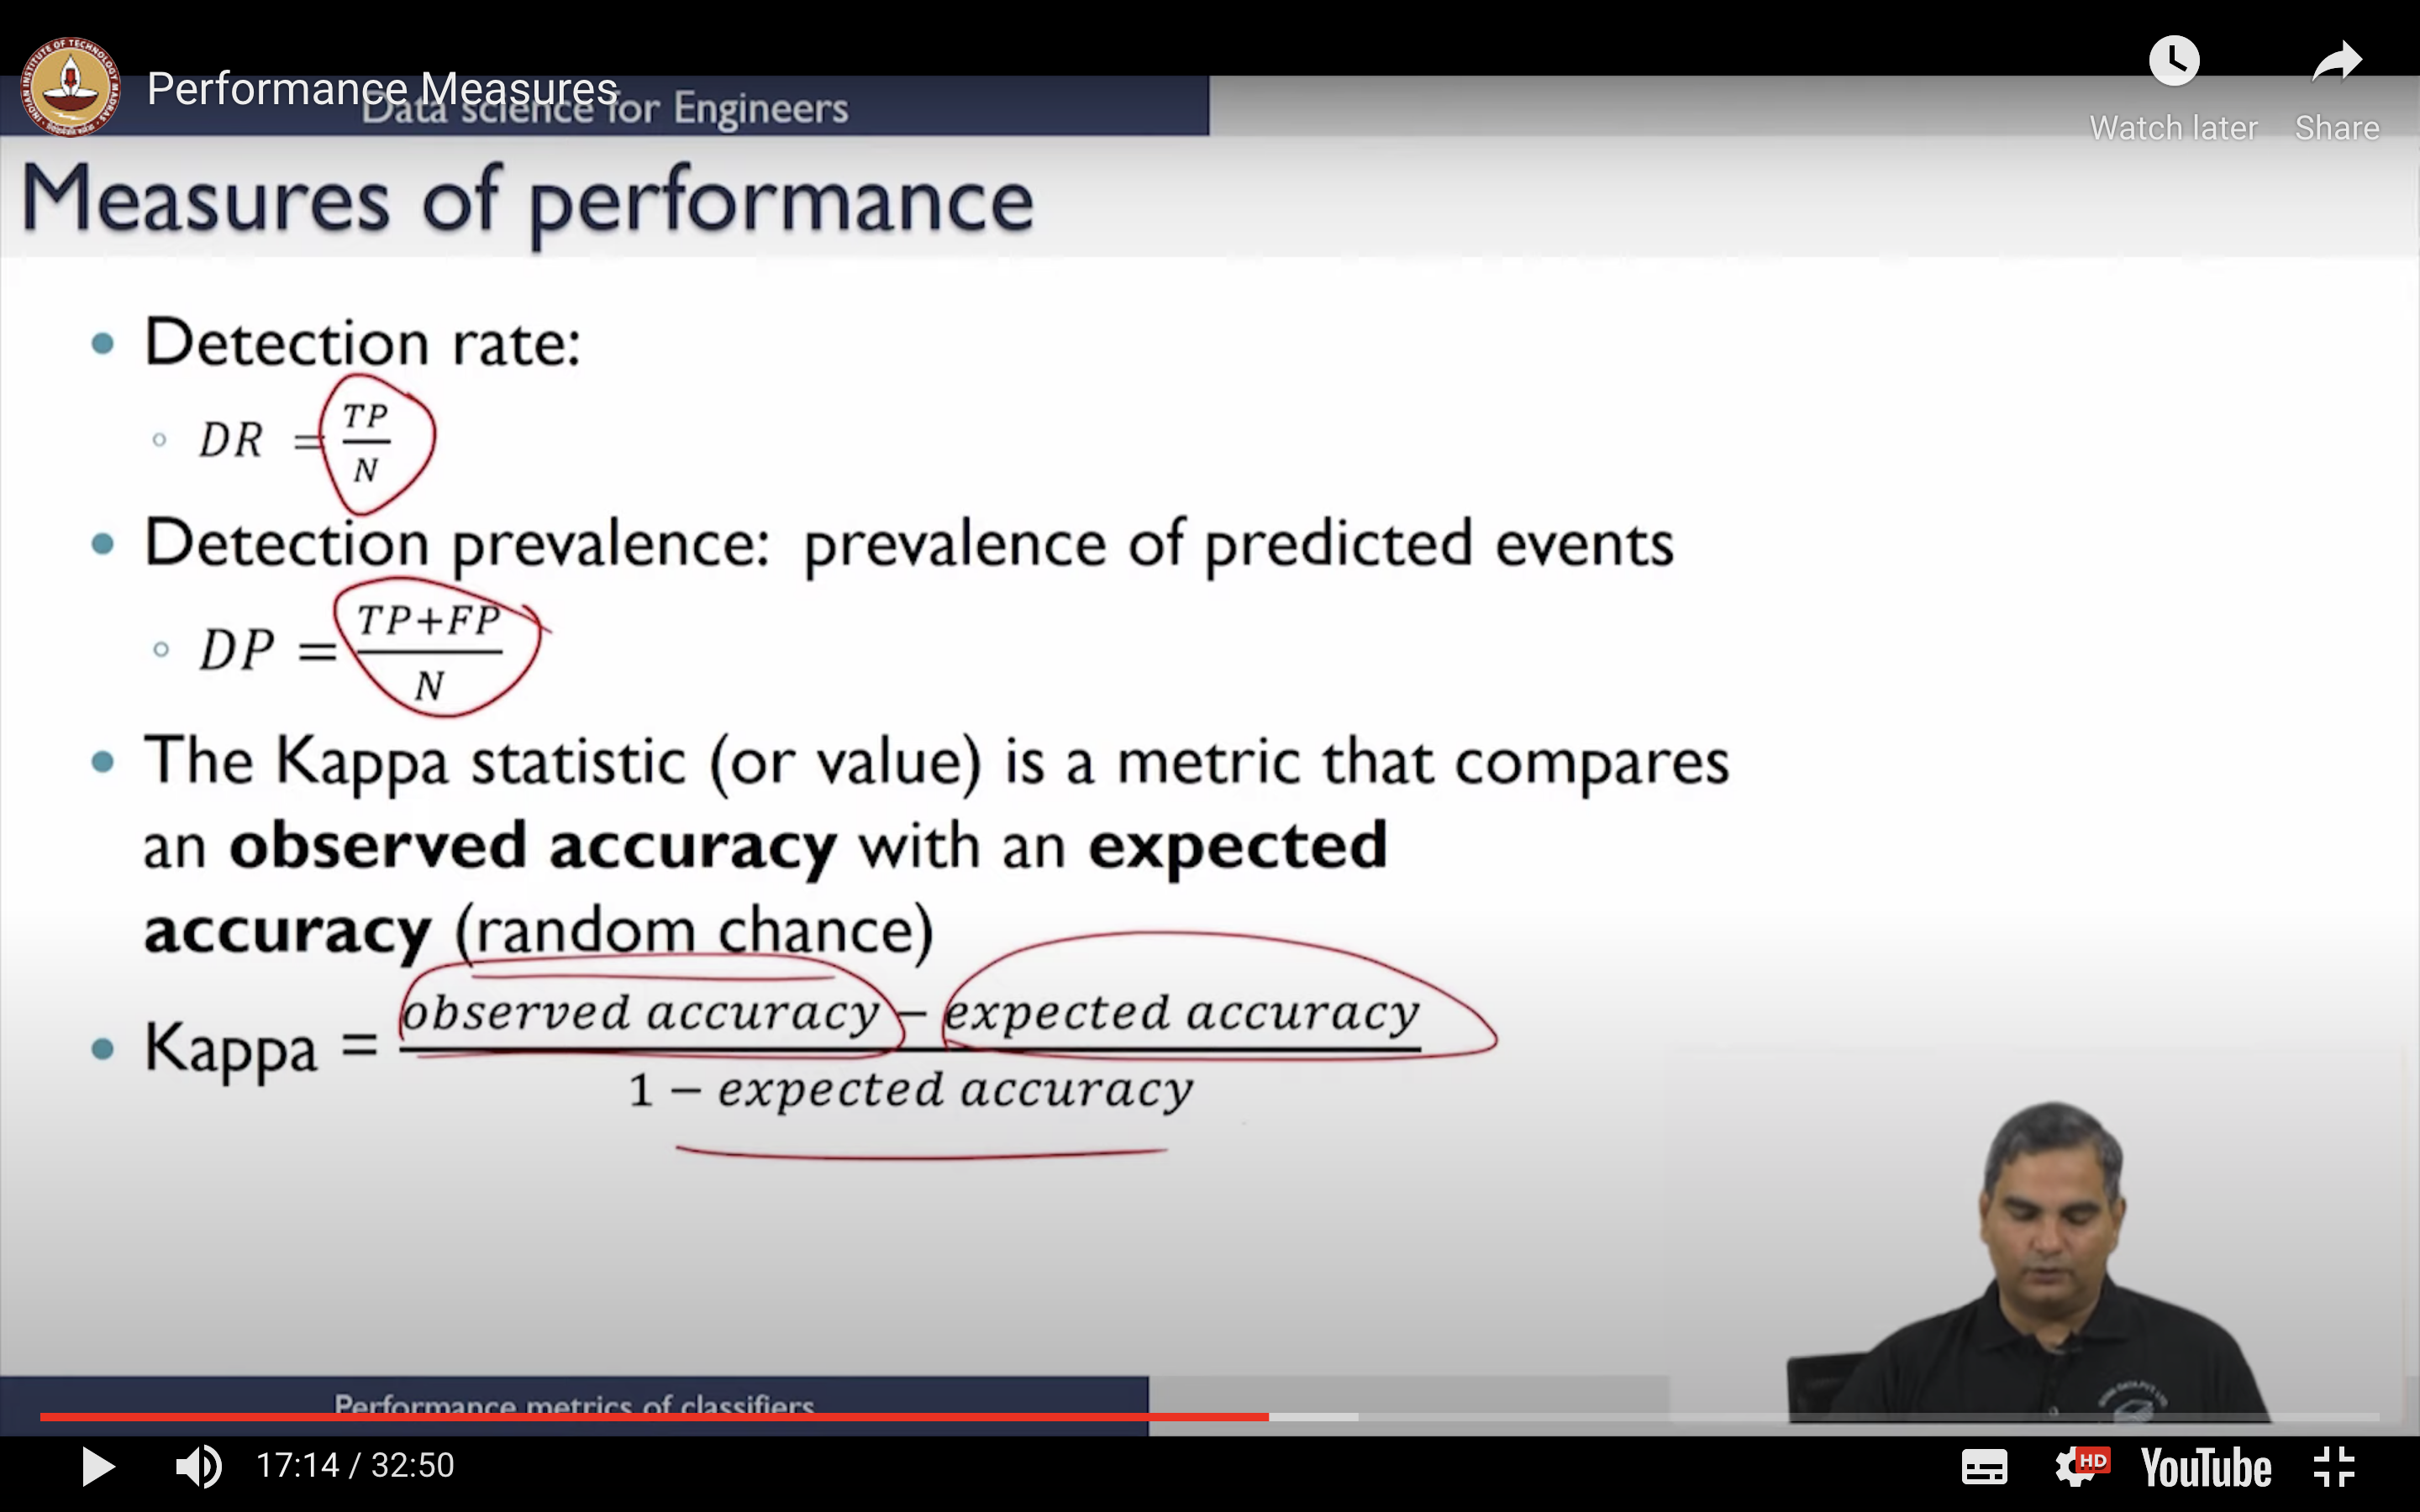 Performance Measures
Data science for Engineers
Watch later
Share
Measures of performance
Detection rate:
DR = TP/N
Detection prevalence: prevalence of predicted events
DP = TP+FP/N
The Kappa statistic (or value) is a metric that compares
an observed accuracy with an expected
accuracy (random chance)
Kappa = observed accuracy − expected accuracy / 1 − expected accuracy
Performance metrics of classifiers
17:14 / 32:50
HD
YouTube